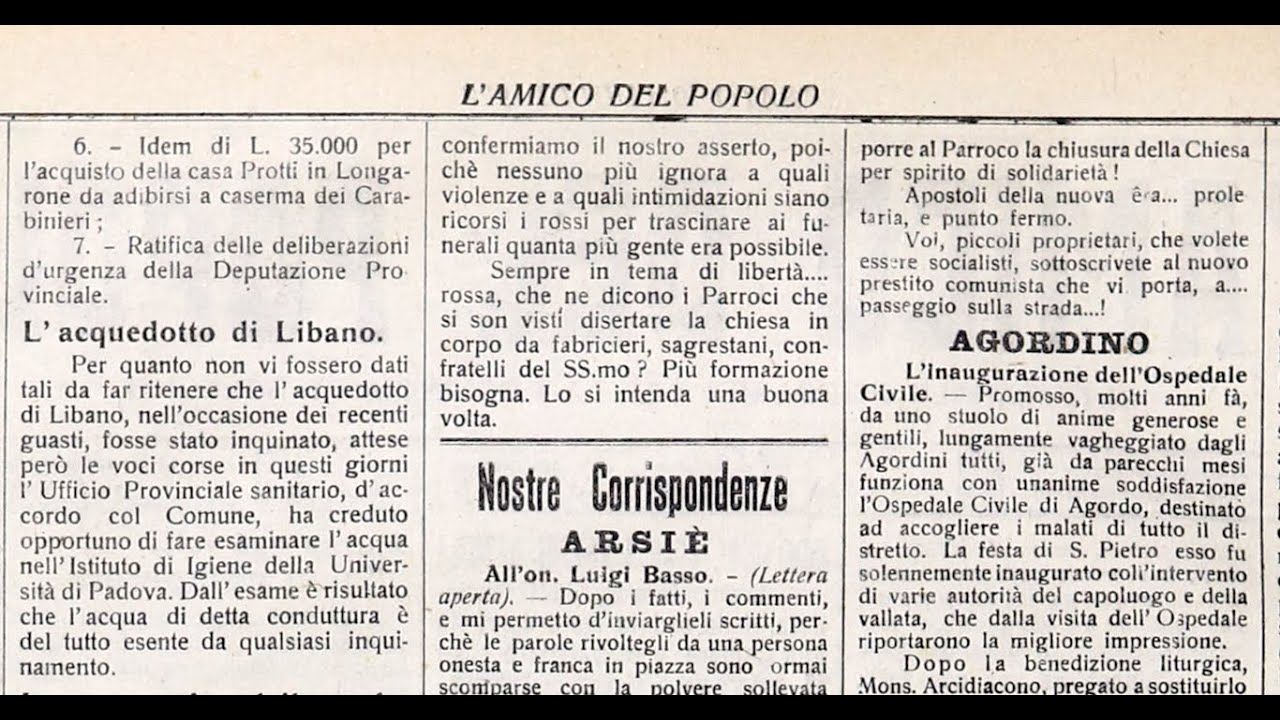 L'AMICO DEL POPOLO
6. - Idem di L. 35.000 per
l'acquisto della casa Protti in Longa-
rone da adibirsi a caserma dei Cara-
binieri ;
7. - Ratifica delle deliberazioni
d'urgenza della Deputazione Pro-
vinciale.
L' acquedotto di Libano.
Per quanto non vi fossero dati
tali da far ritenere che l' acquedotto
di Libano, nell'occasione dei recenti
guasti, fosse stato inquinato, attese
però le voci corse in questi giorni
l' Ufficio Provinciale sanitario, d'ac-
cordo col Comune, ha creduto
opportuno di fare esaminare l' acqua
nell'Istituto di Igiene della Univer-
sità di Padova. Dall' esame è risultato
che l'acqua di detta conduttura è
del tutto esente da qualsiasi inqui-
namento.
confermiamo il nostro asserto, poi-
chè nessuno più ignora a quali
violenze e a quali intimidazioni siano
ricorsi i rossi per trascinare ai fu-
nerali quanta più gente era possibile.
Sempre in tema di libertà....
rossa, che ne dicono i Parroci che
si son visti disertare la chiesa in
corpo da fabricieri, sagrestani, con-
fratelli del SS.mo ? Più formazione
bisogna. Lo si intenda una buona
volta.
Nostre Corrispondenze
ARSIÈ
All'on. Luigi Basso. - (Lettera
aperta). — Dopo i fatti, i commenti,
e mi permetto d'inviarglieli scritti, per-
chè le parole rivoltegli da una persona
onesta e franca in piazza sono ormai
scomparse con la polvere sollevata
porre al Parroco la chiusura della Chiesa
per spirito di solidarietà !
Apostoli della nuova êra... prole
taria, e punto fermo.
Voi, piccoli proprietari, che volete
essere socialisti, sottoscrivete al nuovo
prestito comunista che vi porta, a....
passeggio sulla strada...!
AGORDINO
L'inaugurazione dell'Ospedale
Civile. — Promosso, molti anni fà,
da uno stuolo di anime generose e
gentili, lungamente vagheggiato dagli
Agordini tutti, già da parecchi mesi
funziona con unanime soddisfazione
l'Ospedale Civile di Agordo, destinato
ad accogliere i malati di tutto il di-
stretto. La festa di S. Pietro esso fu
solennemente inaugurato coll'intervento
di varie autorità del capoluogo e della
vallata, che dalla visita dell' Ospedale
riportarono la migliore impressione.
Dopo la benedizione liturgica,
Mons. Arcidiacono, pregato a sostituirlo